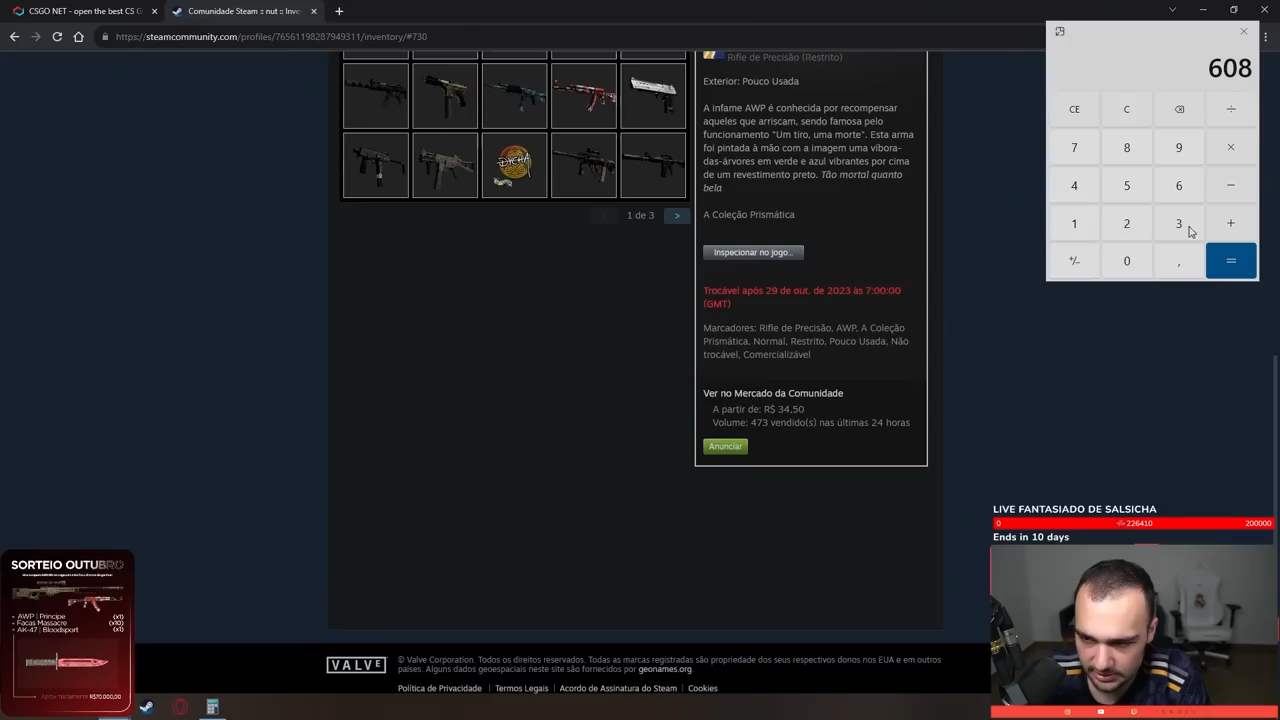 CSGO NET - open the best CS G
Comunidade Steam :: nut :: Inve
https://steamcommunity.com/profiles/76561198128507241/inventory/#730
608
CE C ÷
7 8 9 ×
4 5 6 −
1 2 3 +
+/− 0 , =
1 de 3 >
Rifle de Precisão (Restrito)
Exterior: Pouco Usada
A infame AWP é conhecida por recompensar
aqueles que arriscam, sendo famosa pelo
funcionamento "Um tiro, uma morte". Esta arma
foi pintada à mão com a imagem uma víbora-
das-árvores em verde e azul vibrantes por cima
de um revestimento preto. Tão mortal quanto
bela
A Coleção Prismática
Inspecionar no jogo...
Trocável após 29 de out. de 2023 às 7:00:00
(GMT)
Marcadores: Rifle de Precisão, AWP, A Coleção
Prismática, Normal, Restrito, Pouco Usada, Não
trocável, Comercializável
Ver no Mercado da Comunidade
A partir de: R$ 34,50
Volume: 473 vendido(s) nas últimas 24 horas
Anunciar
LIVE FANTASIADO DE SALSICHA
0 226410 200000
Ends in 10 days
SORTEIO OUTUBRO
AWP | Príncipe (x1)
Facas Massacre (x10)
AK-47 | Bloodsport (x1)
R$70.000,00
VALVE
© Valve Corporation. Todos os direitos reservados. Todas as marcas registradas são propriedade dos seus respectivos donos nos EUA e em outros
países. Alguns dados geoespaciais neste site são fornecidos por geonames.org.
Política de Privacidade | Termos Legais | Acordo de Assinatura do Steam | Cookies